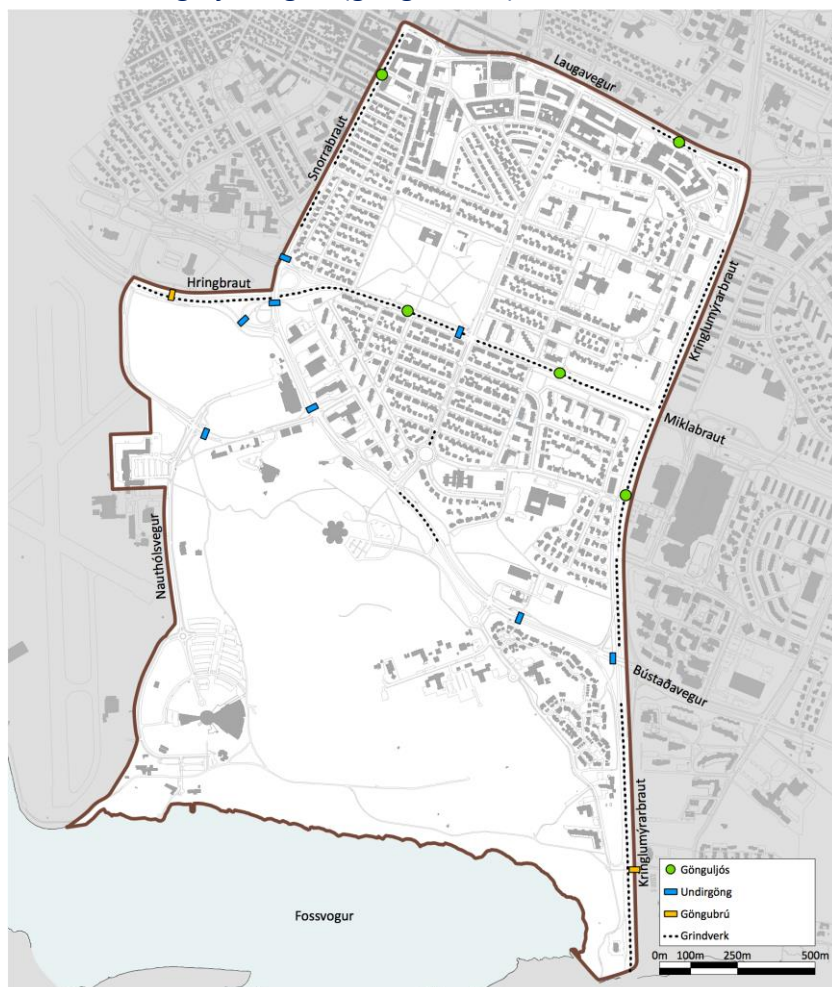 Laugavegur
Snorrabraut
Hringbraut
Kringlumýrarbraut
Miklabraut
Nauthólsvegur
Bústaðavegur
Kringlumýrarbraut
Fossvogur
Gönguljós
Undirgöng
Göngubrú
Grindverk
0m 100m 250m 500m